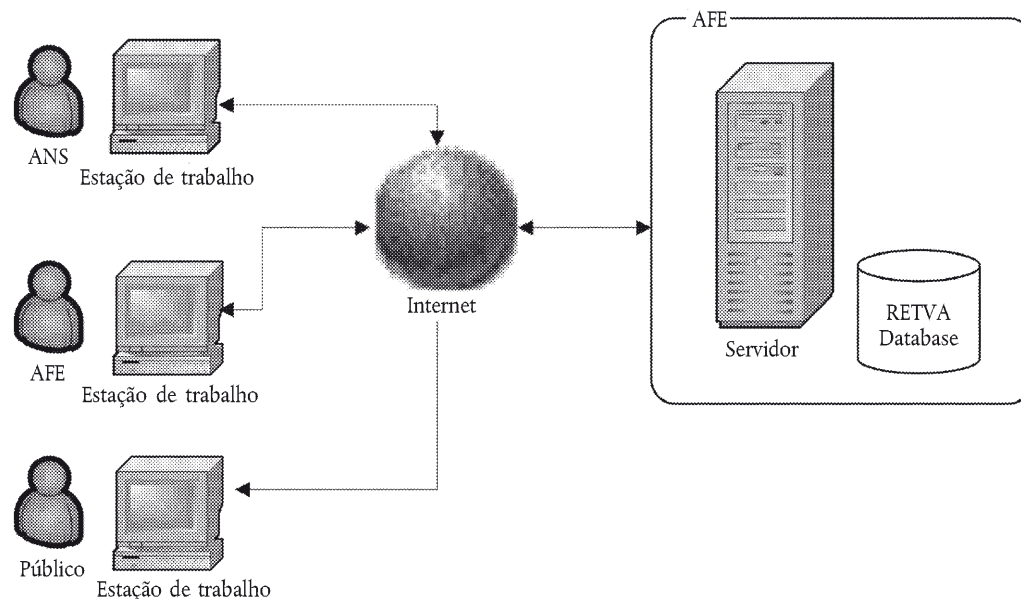 AFE
ANS
Estação de trabalho
Internet
RETVA
Database
Servidor
AFE
Estação de trabalho
Público
Estação de trabalho